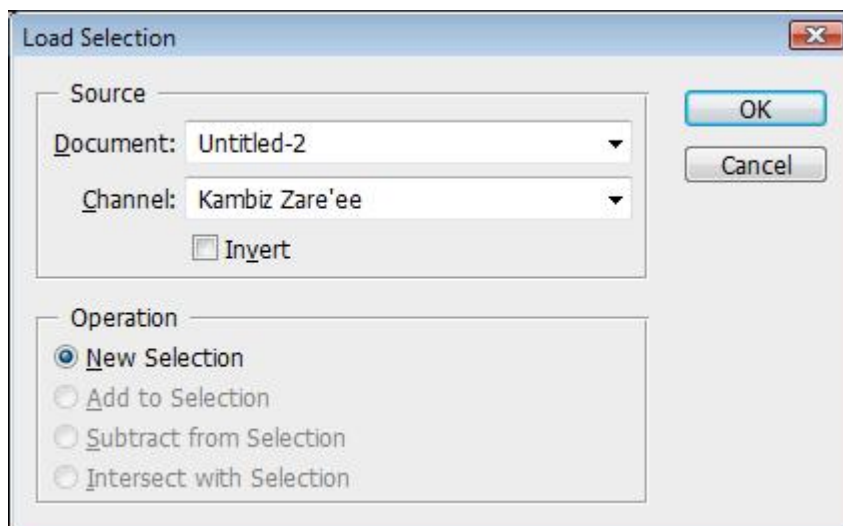 Load Selection
Source
Document: Untitled-2
Channel: Kambiz Zare'ee
Invert
OK
Cancel
Operation
New Selection
Add to Selection
Subtract from Selection
Intersect with Selection